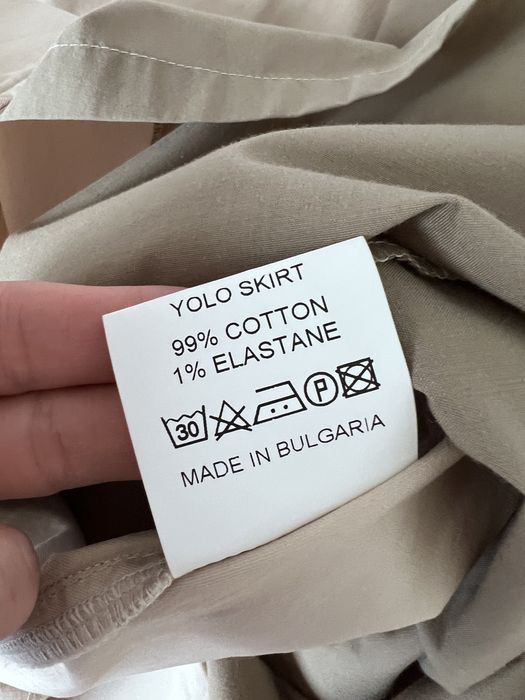 YOLO SKIRT
99% COTTON
1% ELASTANE
30 P
MADE IN BULGARIA